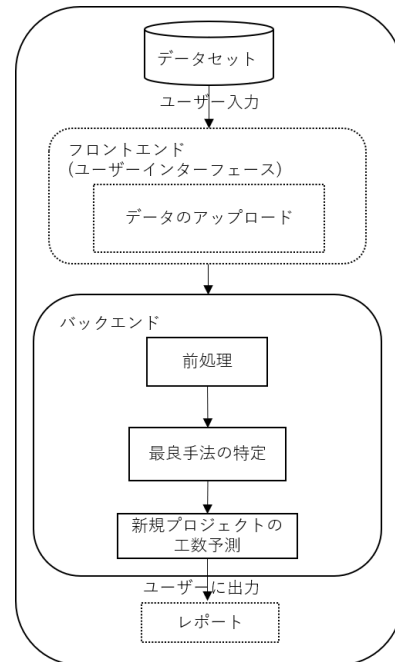 データセット
ユーザー入力
フロントエンド
(ユーザーインターフェース)
データのアップロード
バックエンド
前処理
最良手法の特定
新規プロジェクトの
工数予測
ユーザーに出力
レポート